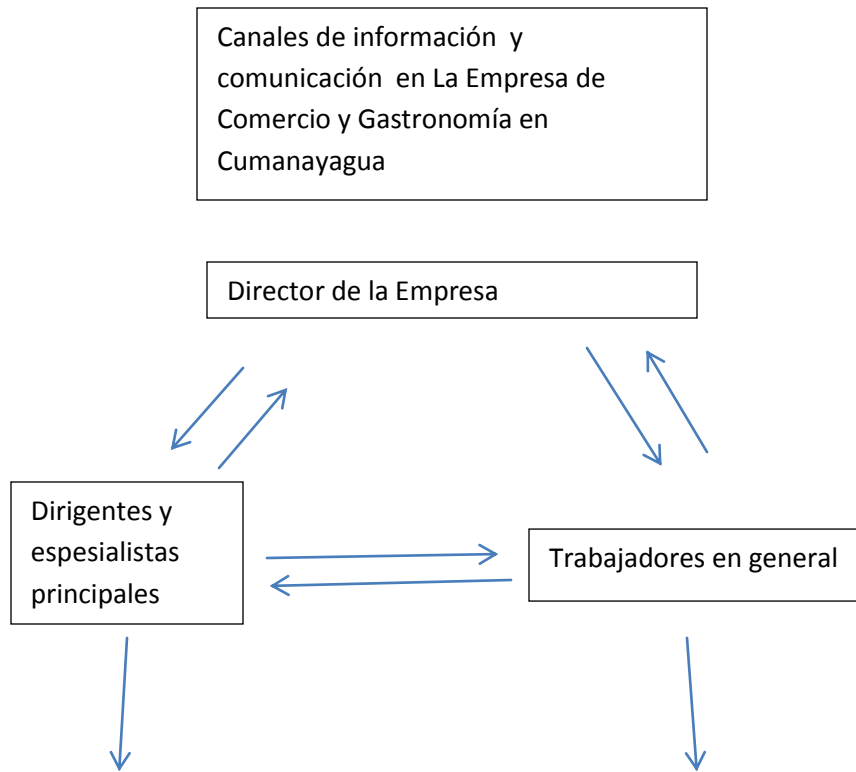 Canales de información  y
comunicación  en La Empresa de
Comercio y Gastronomía en
Cumanayagua
Director de la Empresa
Dirigentes y
espesialistas
principales
Trabajadores en general